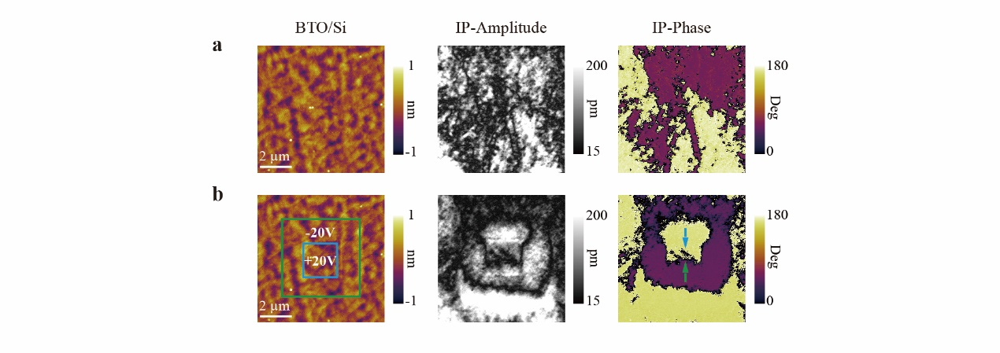 BTO/Si IP-Amplitude IP-Phase
a
1 200 180
nm pm Deg
2 µm
-1 15 0
b
1 200 180
-20V
+20V
nm pm Deg
2 µm
-1 15 0